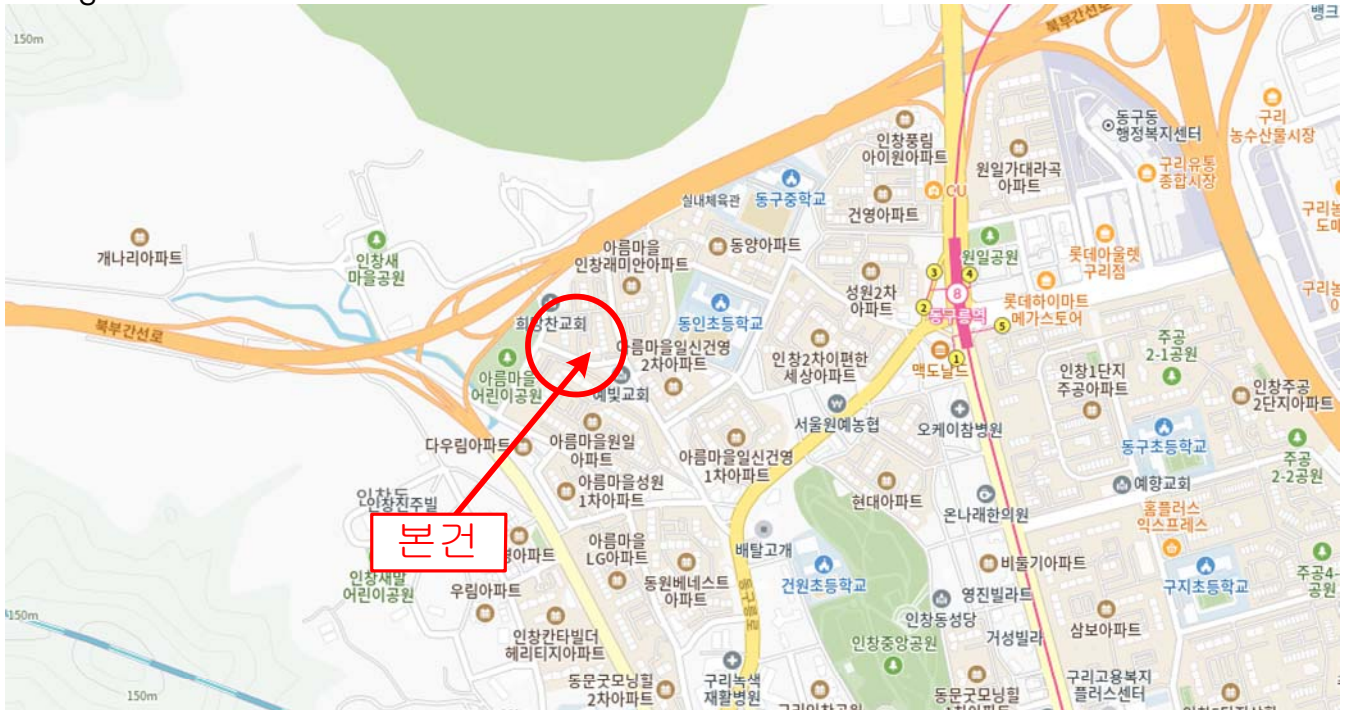 150m
북부간선로
뱅크
동구동
행정복지센터
구리
농수산물시장
인창풍림
아이원아파트
원일가대라곡
아파트
구리유통
종합시장
실내체육관
동구중학교
CU
건영아파트
개나리아파트
인창새
마을공원
아름마을
인창래미안아파트
동양아파트
원일공원
롯데아울렛
구리점
3
4
성원2차
아파트
2
8
동구릉역
5
1
롯데하이마트
메가스토어
희망찬교회
동인초등학교
북부간선로
아름마을일신건영
2차아파트
인창2차이편한
세상아파트
맥도날드
주공
2-1공원
인창1단지
주공아파트
인창주공
2단지아파트
아름마을
어린이공원
예빛교회
서울원예농협
오케이참병원
다우림아파트
아름마을원일
아파트
아름마을일신건영
1차아파트
동구초등학교
주공
2-2공원
아름마을성원
1차아파트
현대아파트
예향교회
온나래한의원
홈플러스
익스프레스
인창진주빌
본건
아름마을
LG아파트
배탈고개
비둘기아파트
인창새말
어린이공원
우림아파트
동원베네스트
아파트
건원초등학교
영진빌라트
구지초등학교
주공4-
공원
동구릉로
150m
인창칸타빌더
헤리티지아파트
인창동성당
거성빌라
삼보아파트
인창중앙공원
150m
동문굿모닝힐
2차아파트
구리녹색
재활병원
동문굿모닝힐
구리고용복지
플러스센터